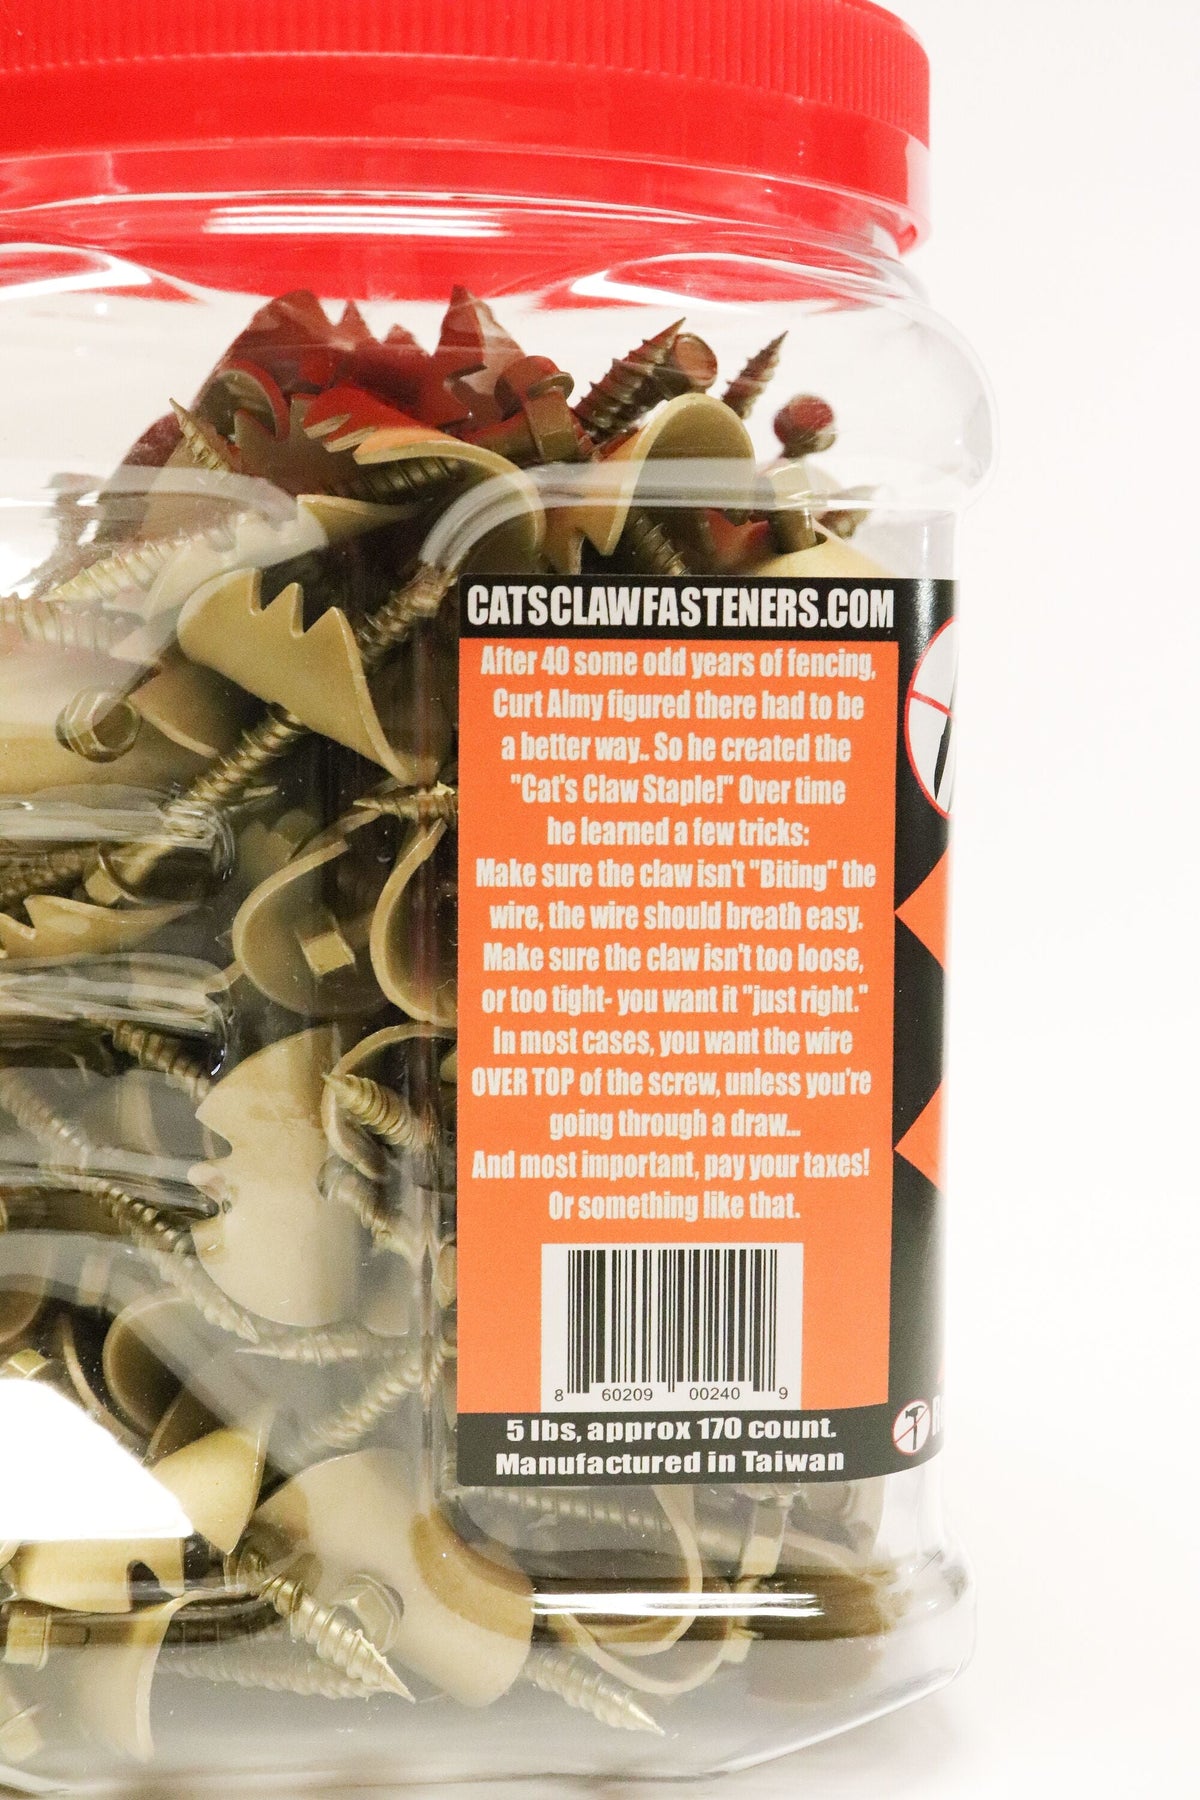 CATSCLAWFASTENERS.COM
After 40 some odd years of fencing,
Curt Almy figured there had to be
a better way.. So he created the
"Cat's Claw Staple!" Over time
he learned a few tricks:
Make sure the claw isn't "Biting" the
wire, the wire should breath easy.
Make sure the claw isn't too loose,
or too tight- you want it "just right."
In most cases, you want the wire
OVER TOP of the screw, unless you're
going through a draw...
And most important, pay your taxes!
Or something like that.
8 60209 00240 9
5 lbs, approx 170 count.
Manufactured in Taiwan